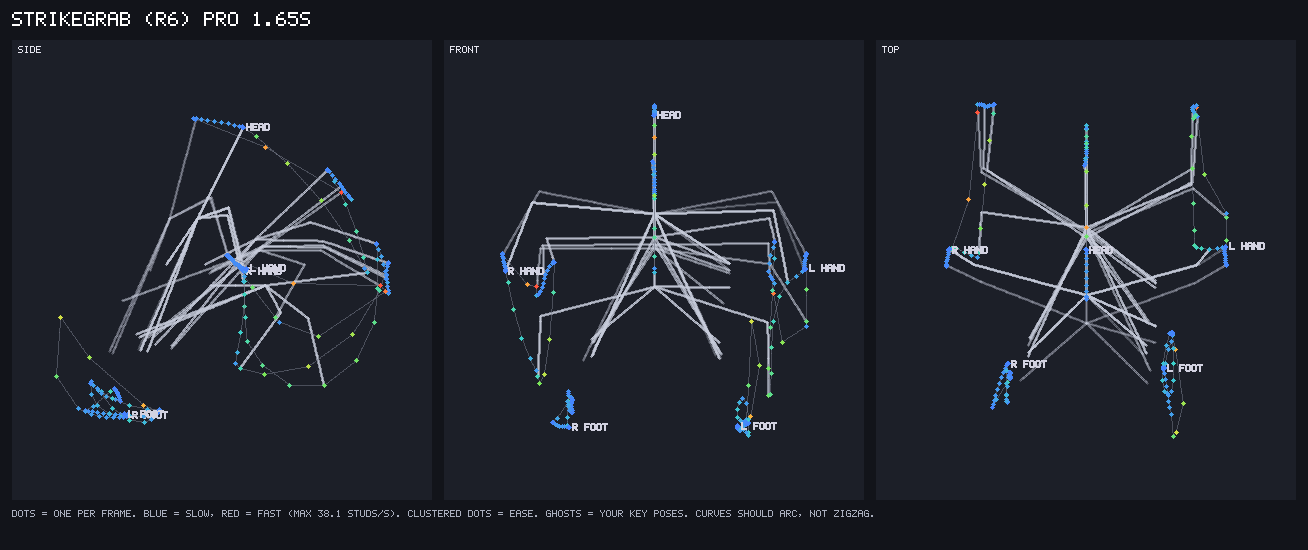 STRIKEGRAB (R6) PRO 1.65S
SIDE
FRONT
TOP
HEAD
L HAND
R HAND
L FOOT
R FOOT
HEAD
R HAND
L HAND
R FOOT
L FOOT
R HAND
HEAD
L HAND
R FOOT
L FOOT
DOTS = ONE PER FRAME. BLUE = SLOW, RED = FAST (MAX 38.1 STUDS/S). CLUSTERED DOTS = EASE. GHOSTS = YOUR KEY POSES. CURVES SHOULD ARC, NOT ZIGZAG.